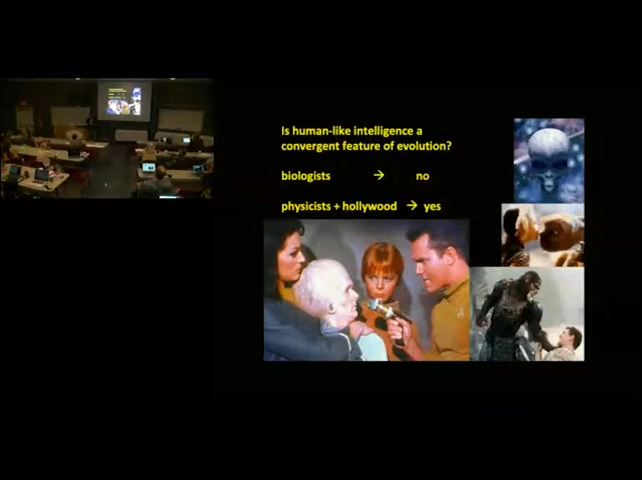 Is human-like intelligence a
convergent feature of evolution?
biologists → no
physicists + hollywood → yes